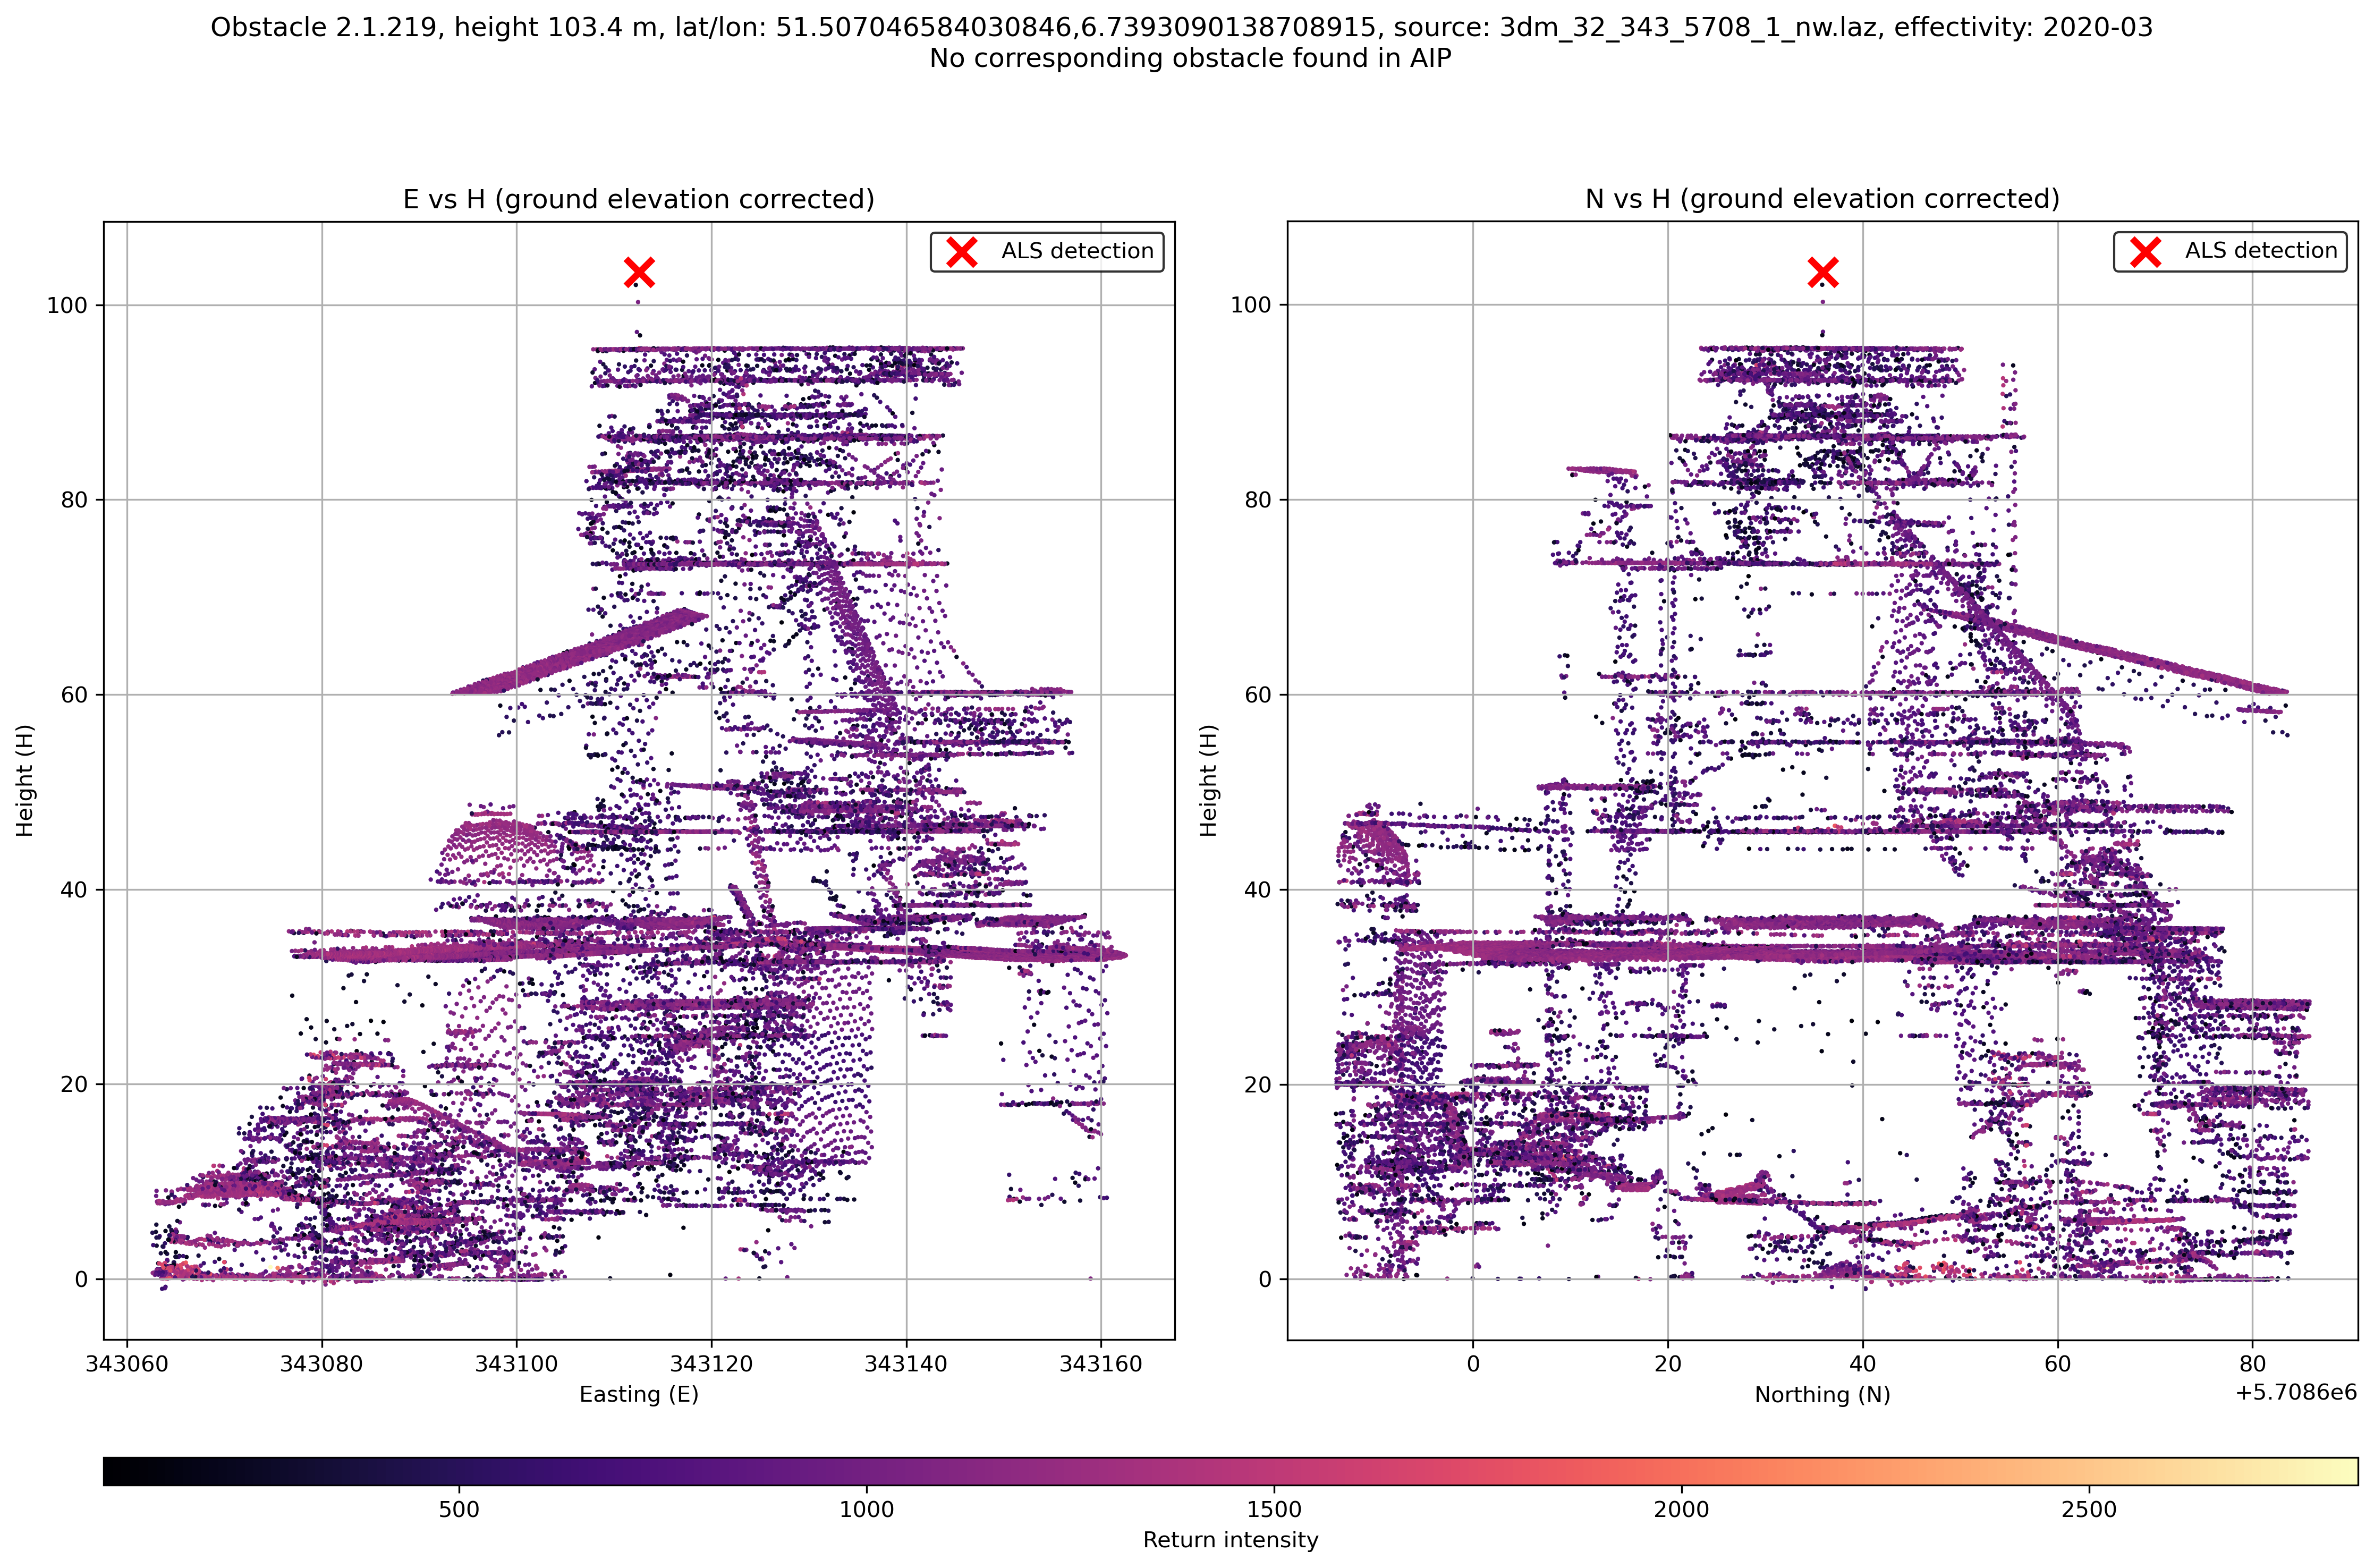 Obstacle 2.1.219, height 103.4 m, lat/lon: 51.507046584030846,6.7393090138708915, source: 3dm_32_343_5708_1_nw.laz, effectivity: 2020-03
No corresponding obstacle found in AIP
E vs H (ground elevation corrected)
ALS detection
100
80
60
40
20
0
Height (H)
343060
343080
343100
343120
343140
343160
Easting (E)
N vs H (ground elevation corrected)
ALS detection
100
80
60
40
20
0
Height (H)
0
20
40
60
80
+5.7086e6
Northing (N)
500
1000
1500
2000
2500
Return intensity